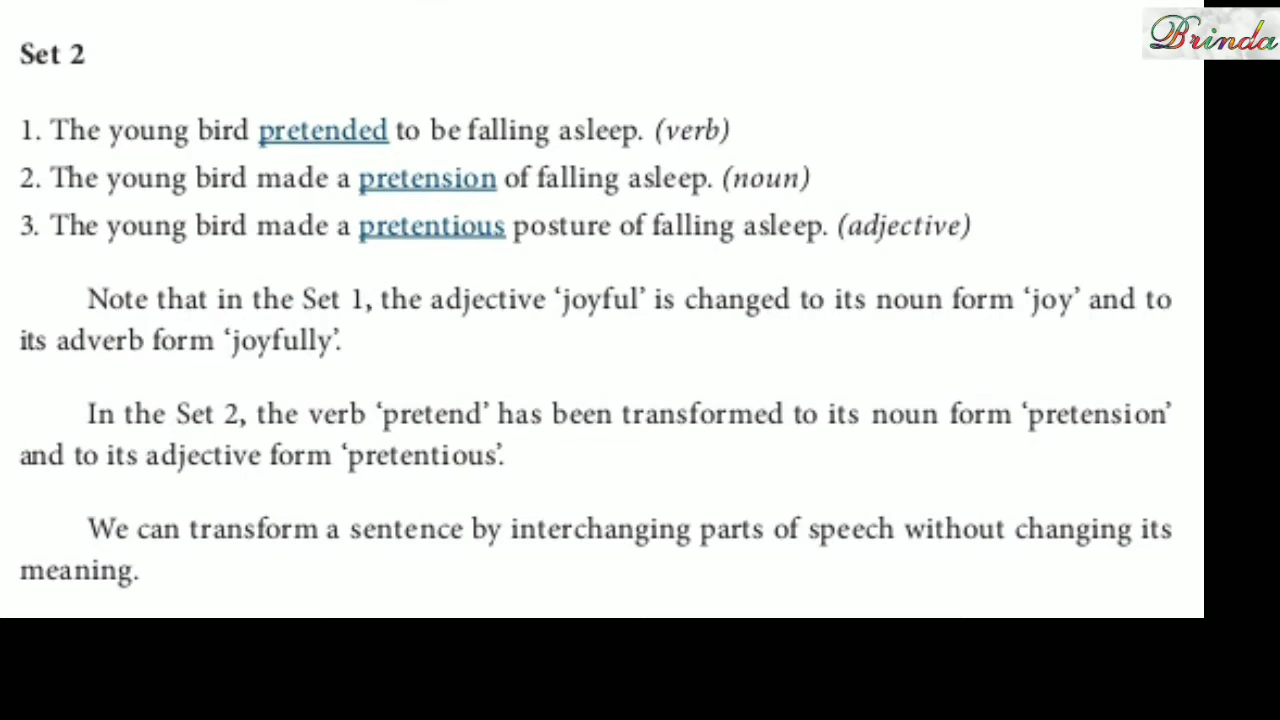 Brinda
Set 2
1. The young bird pretended to be falling asleep. (verb)
2. The young bird made a pretension of falling asleep. (noun)
3. The young bird made a pretentious posture of falling asleep. (adjective)
Note that in the Set 1, the adjective ‘joyful’ is changed to its noun form ‘joy’ and to
its adverb form ‘joyfully’.
In the Set 2, the verb ‘pretend’ has been transformed to its noun form ‘pretension’
and to its adjective form ‘pretentious’.
We can transform a sentence by interchanging parts of speech without changing its
meaning.